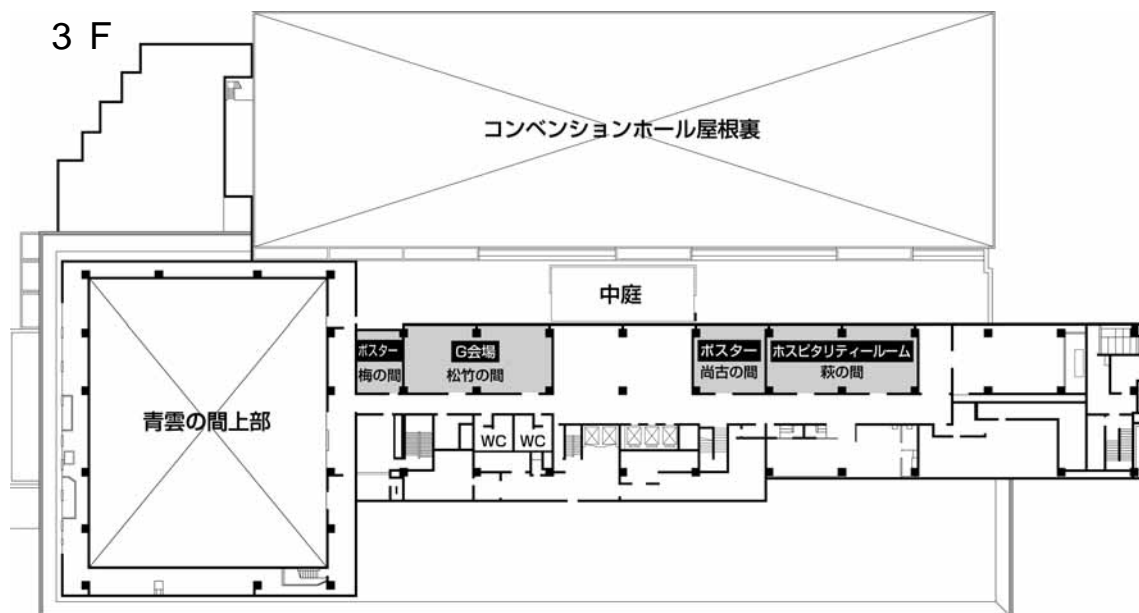 3 F
コンベンションホール屋根裏
中庭
ポスター
梅の間
G会場
松竹の間
ポスター
尚古の間
ホスピタリティールーム
萩の間
青雲の間上部
WC
WC